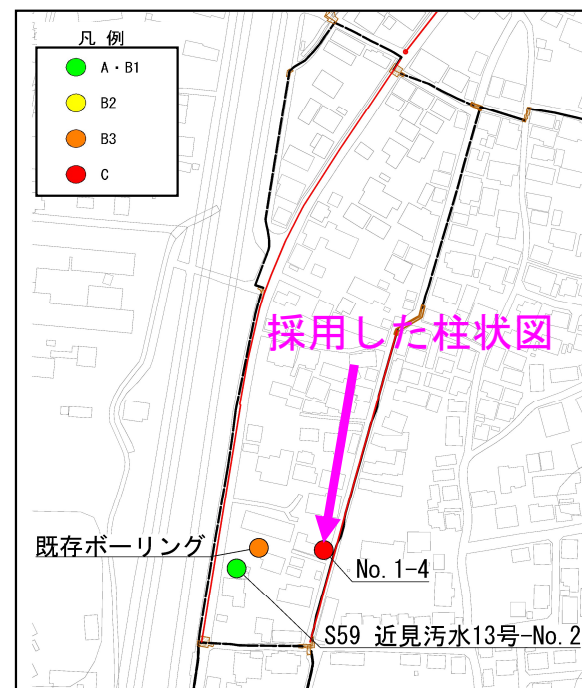 凡 例
A・B1
B2
B3
C
採用した柱状図
既存ボーリング
No. 1-4
S59 近見汚水13号-No.2